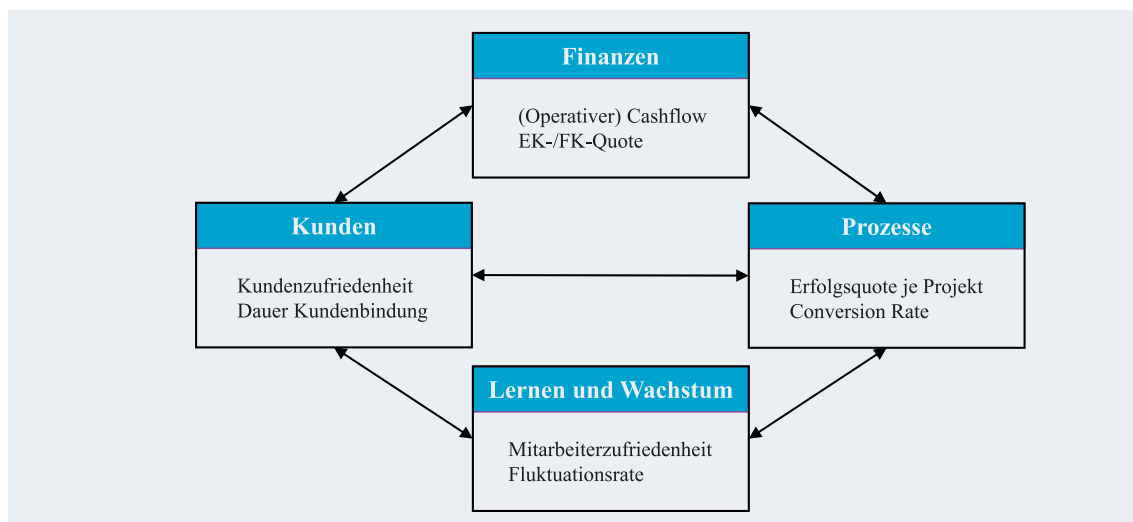 Finanzen
(Operativer) Cashflow
EK-/FK-Quote
Kunden
Kundenzufriedenheit
Dauer Kundenbindung
Prozesse
Erfolgsquote je Projekt
Conversion Rate
Lernen und Wachstum
Mitarbeiterzufriedenheit
Fluktuationsrate